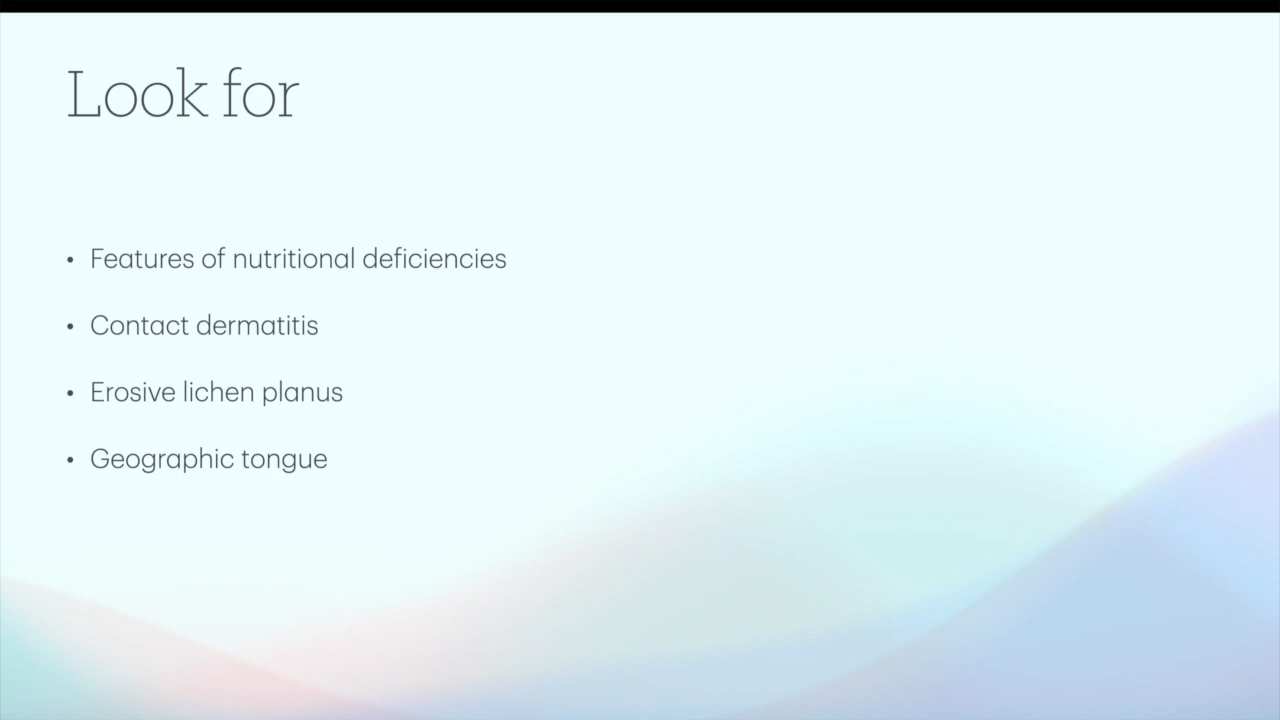 Look for
• Features of nutritional deficiencies
• Contact dermatitis
• Erosive lichen planus
• Geographic tongue